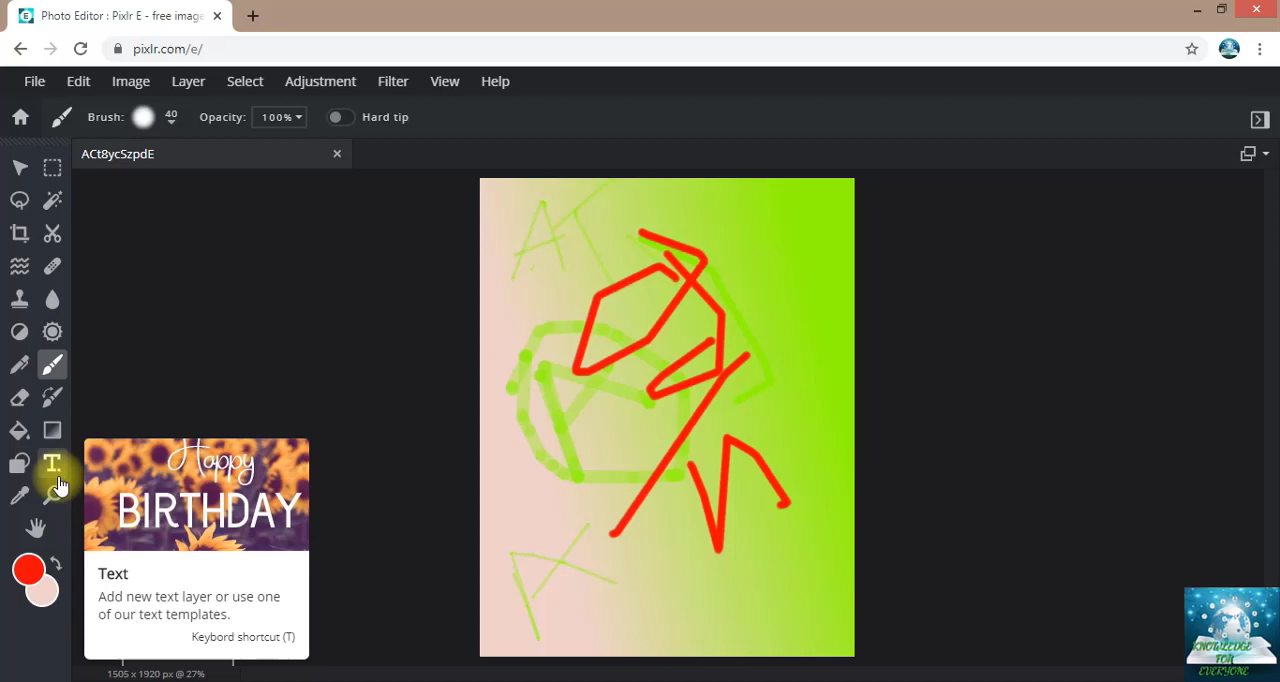 Photo Editor : Pixlr E - free image
pixlr.com/e/
File Edit Image Layer Select Adjustment Filter View Help
Brush: 40 Opacity: 100% Hard tip
ACt8ycSzpdE
T
Happy
BIRTHDAY
Text
Add new text layer or use one
of our text templates.
Keybord shortcut (T)
KNOWLEDGE
FOR
EVERYONE
1505 x 1920 px @ 27%